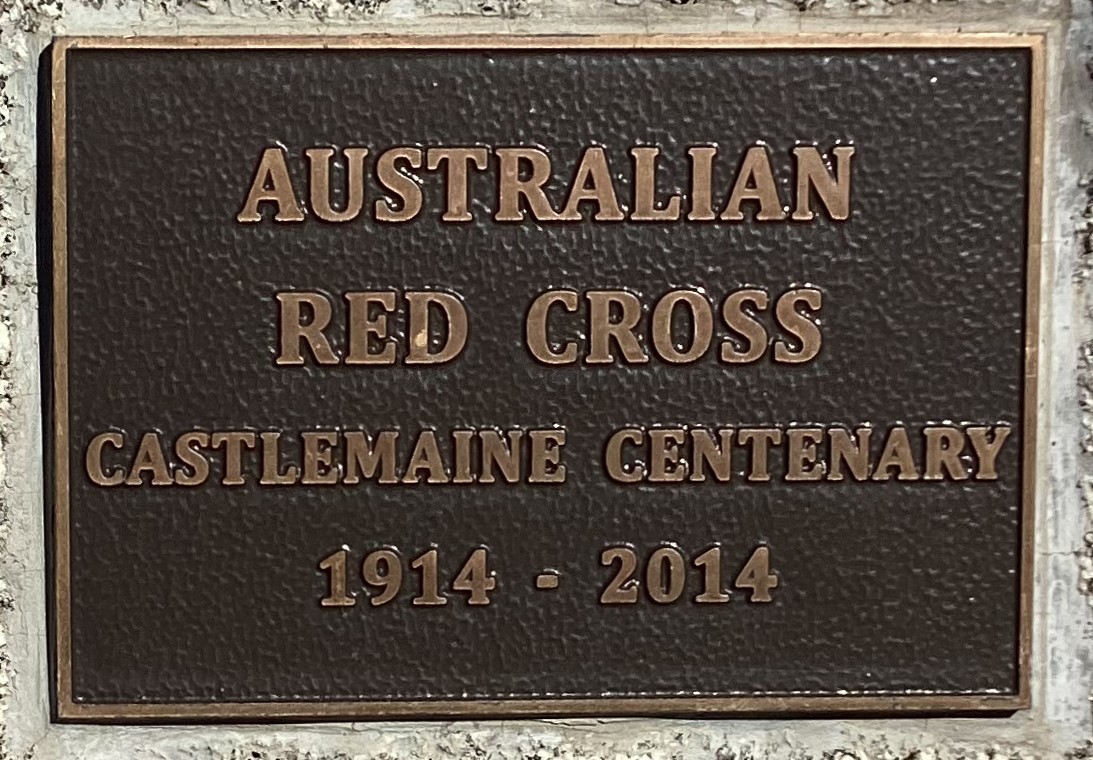 AUSTRALIAN
RED CROSS
CASTLEMAINE CENTENARY
1914 - 2014